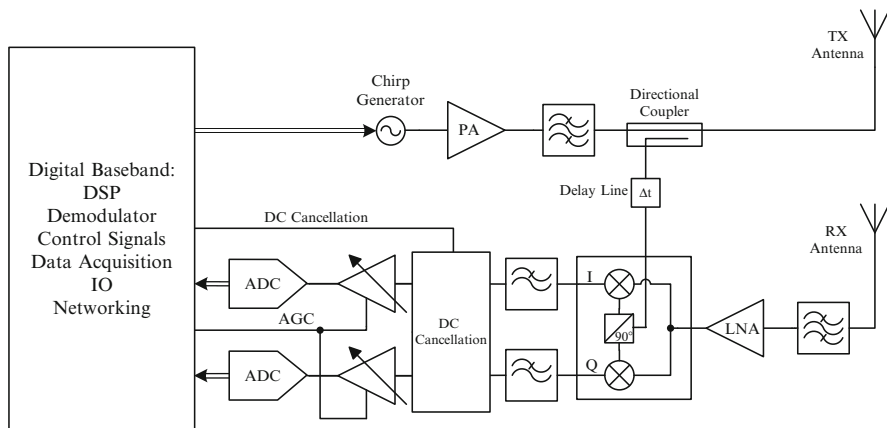 TX
Antenna
Chirp
Generator
PA
Directional
Coupler
Digital Baseband:
DSP
Demodulator
Control Signals
Data Acquisition
IO
Networking
Delay Line
Δt
DC Cancellation
RX
Antenna
ADC
I
AGC
DC
Cancellation
90°
LNA
ADC
Q